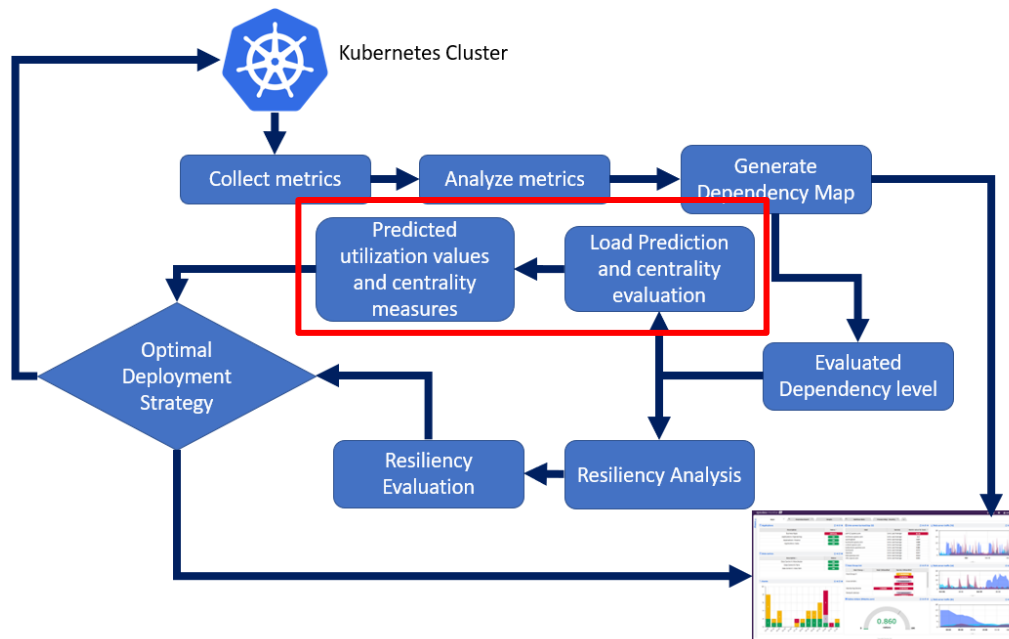 Kubernetes Cluster
Collect metrics
Analyze metrics
Generate
Dependency Map
Predicted
utilization values
and centrality
measures
Load Prediction
and centrality
evaluation
Optimal
Deployment
Strategy
Evaluated
Dependency level
Resiliency
Evaluation
Resiliency Analysis
0.860